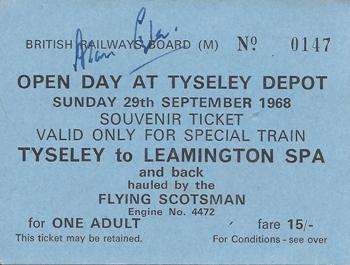 BRITISH RAILWAYS BOARD (M) Nº 0147
Alan
OPEN DAY AT TYSELEY DEPOT
SUNDAY 29th SEPTEMBER 1968
SOUVENIR TICKET
VALID ONLY FOR SPECIAL TRAIN
TYSELEY to LEAMINGTON SPA
and back
hauled by the
FLYING SCOTSMAN
Engine No. 4472
for ONE ADULT fare 15/-
This ticket may be retained. For Conditions - see over